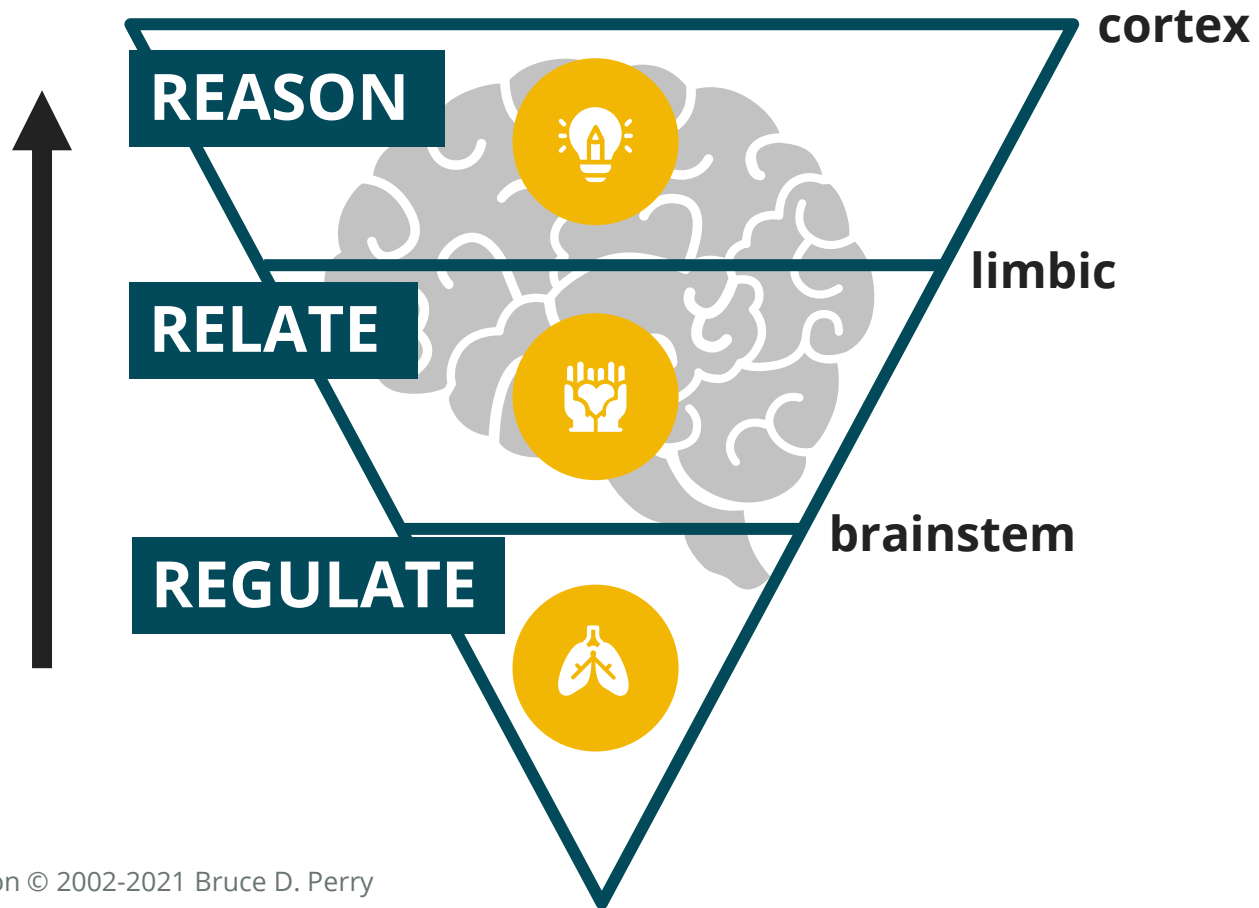 cortex
REASON
limbic
RELATE
brainstem
REGULATE
© 2002-2021 Bruce D. Perry